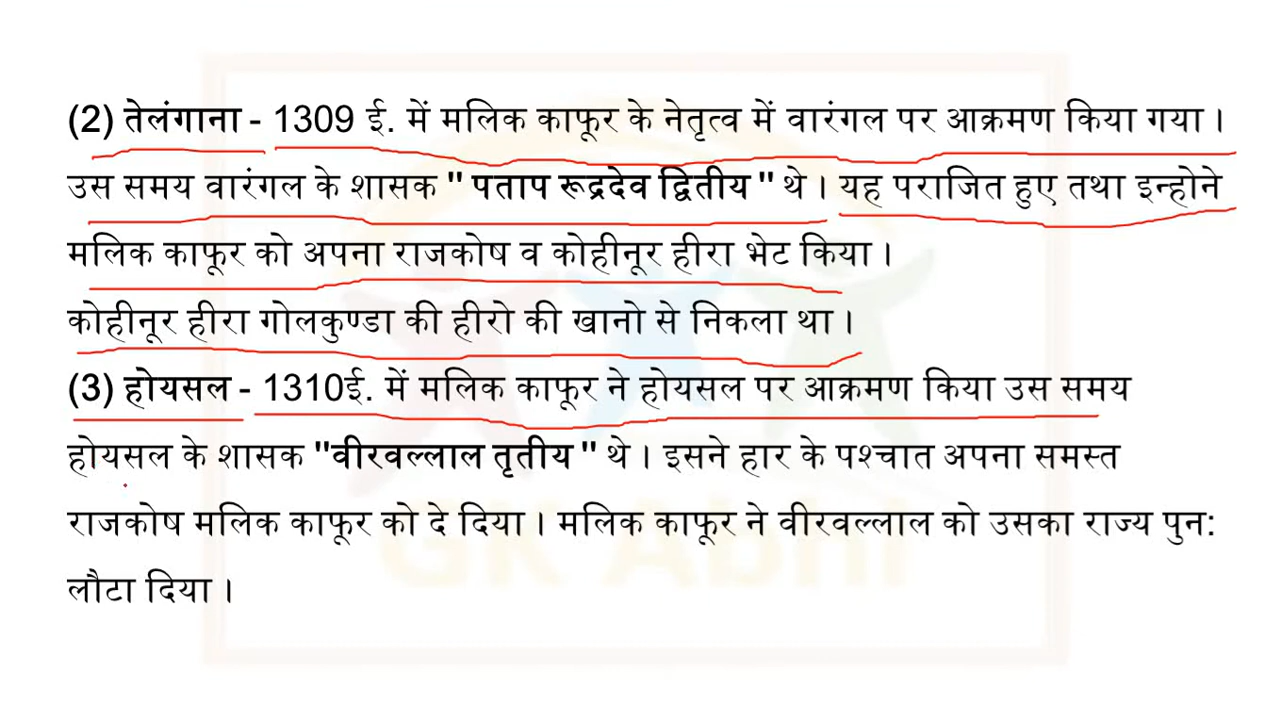 (2) तेलंगाना - 1309 ई. में मलिक काफूर के नेतृत्व में वारंगल पर आक्रमण किया गया ।
उस समय वारंगल के शासक " पताप रूद्रदेव द्वितीय " थे । यह पराजित हुए तथा इन्होने
मलिक काफूर को अपना राजकोष व कोहीनूर हीरा भेट किया ।
कोहीनूर हीरा गोलकुण्डा की हीरो की खानो से निकला था ।
(3) होयसल - 1310ई. में मलिक काफूर ने होयसल पर आक्रमण किया उस समय
होयसल के शासक "वीरवल्लाल तृतीय " थे । इसने हार के पश्चात अपना समस्त
राजकोष मलिक काफूर को दे दिया । मलिक काफूर ने वीरवल्लाल को उसका राज्य पुन:
लौटा दिया ।
GK Abhi